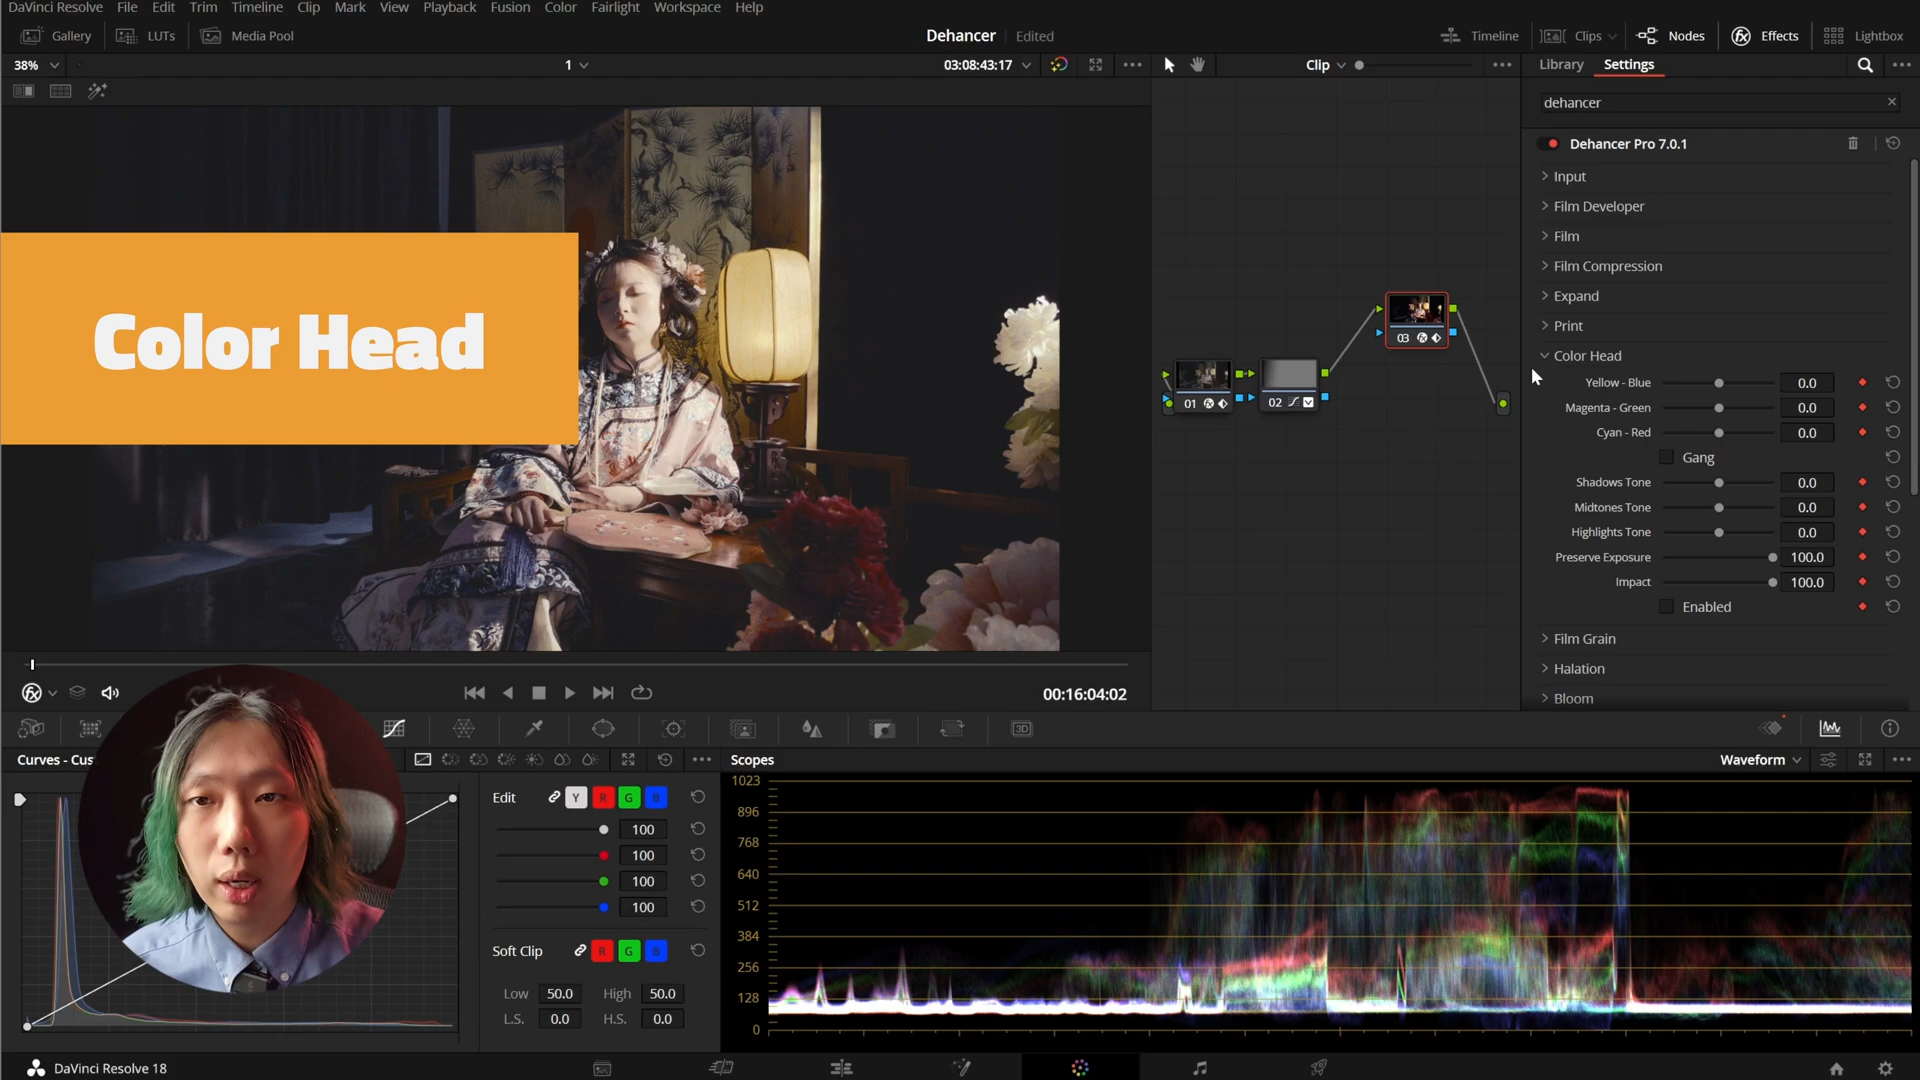 DaVinci Resolve File Edit Trim Timeline Clip Mark View Playback Fusion Color Fairlight Workspace Help
Gallery LUTs Media Pool Dehancer Edited Timeline Clips Nodes Effects Lightbox
38% 1 03:08:43:17 Clip Library Settings
dehancer
Dehancer Pro 7.0.1
Input
Film Developer
Film
Film Compression
Expand
Print
Color Head
Yellow - Blue 0.0
Magenta - Green 0.0
Cyan - Red 0.0
Gang
Shadows Tone 0.0
Midtones Tone 0.0
Highlights Tone 0.0
Preserve Exposure 100.0
Impact 100.0
Enabled
Film Grain
Halation
Bloom
Color Head
03
01 02
00:16:04:02
3D
Curves - Cus
Edit Y R G B
100
100
100
100
Soft Clip R G B
Low 50.0 High 50.0
L.S. 0.0 H.S. 0.0
Scopes Waveform
1023
896
768
640
512
384
256
128
0
DaVinci Resolve 18